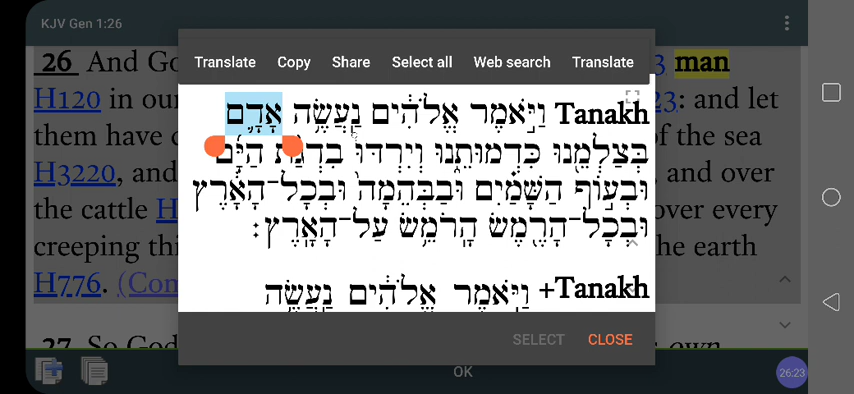 KJV Gen 1:26
Translate Copy Share Select all Web search Translate
26 And Go
3 man
H120 in our
23: and let
them have d
of the sea
H3220, and
and over
the cattle H
over every
creeping thi
he earth
H776. (Con
27 So God
own
Tanakh וַיֹּ֣אמֶר אֱלֹהִ֔ים נַֽעֲשֶׂ֥ה אָדָ֛ם
בְּצַלְמֵ֖נוּ כִּדְמוּתֵ֑נוּ וְיִרְדּוּ֩ בִדְגַ֨ת הַיָּ֜ם
וּבְע֣וֹף הַשָּׁמַ֗יִם וּבַבְּהֵמָה֙ וּבְכָל־הָאָ֔רֶץ
וּבְכָל־הָרֶ֖מֶשׂ הָֽרֹמֵ֥שׂ עַל־הָאָֽרֶץ׃
Tanakh+ וַיֹּאמֶר אֱלֹהִים נַעֲשֶׂה
SELECT CLOSE
OK
26:23